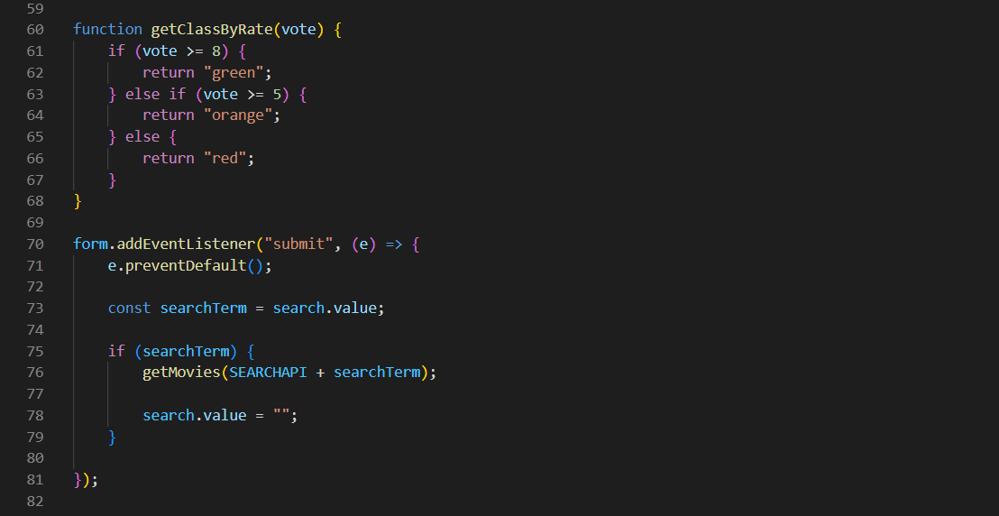 59
60 function getClassByRate(vote) {
61     if (vote >= 8) {
62         return "green";
63     } else if (vote >= 5) {
64         return "orange";
65     } else {
66         return "red";
67     }
68 }
69
70 form.addEventListener("submit", (e) => {
71     e.preventDefault();
72
73     const searchTerm = search.value;
74
75     if (searchTerm) {
76         getMovies(SEARCHAPI + searchTerm);
77
78         search.value = "";
79     }
80
81 });
82